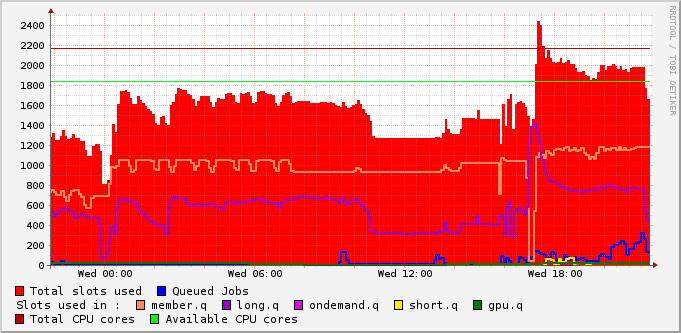 2400
2200
2000
1800
1600
1400
1200
1000
800
600
400
200
0
Wed 00:00 Wed 06:00 Wed 12:00 Wed 18:00
RRDTOOL / TOBI OETIKER
Total slots used Queued Jobs
Slots used in : member.q long.q ondemand.q short.q gpu.q
Total CPU cores Available CPU cores